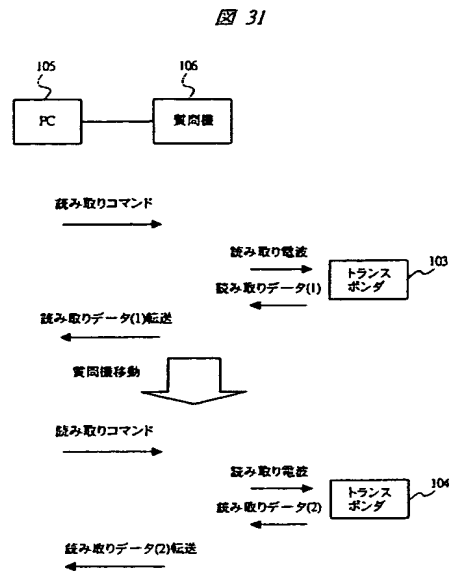 図 31
105
106
PC
質問機
読み取りコマンド
読み取り電波
読み取りデータ(1)
トランス
ポンダ
103
読み取りデータ(1)転送
質問機移動
読み取りコマンド
読み取り電波
読み取りデータ(2)
トランス
ポンダ
104
読み取りデータ(2)転送